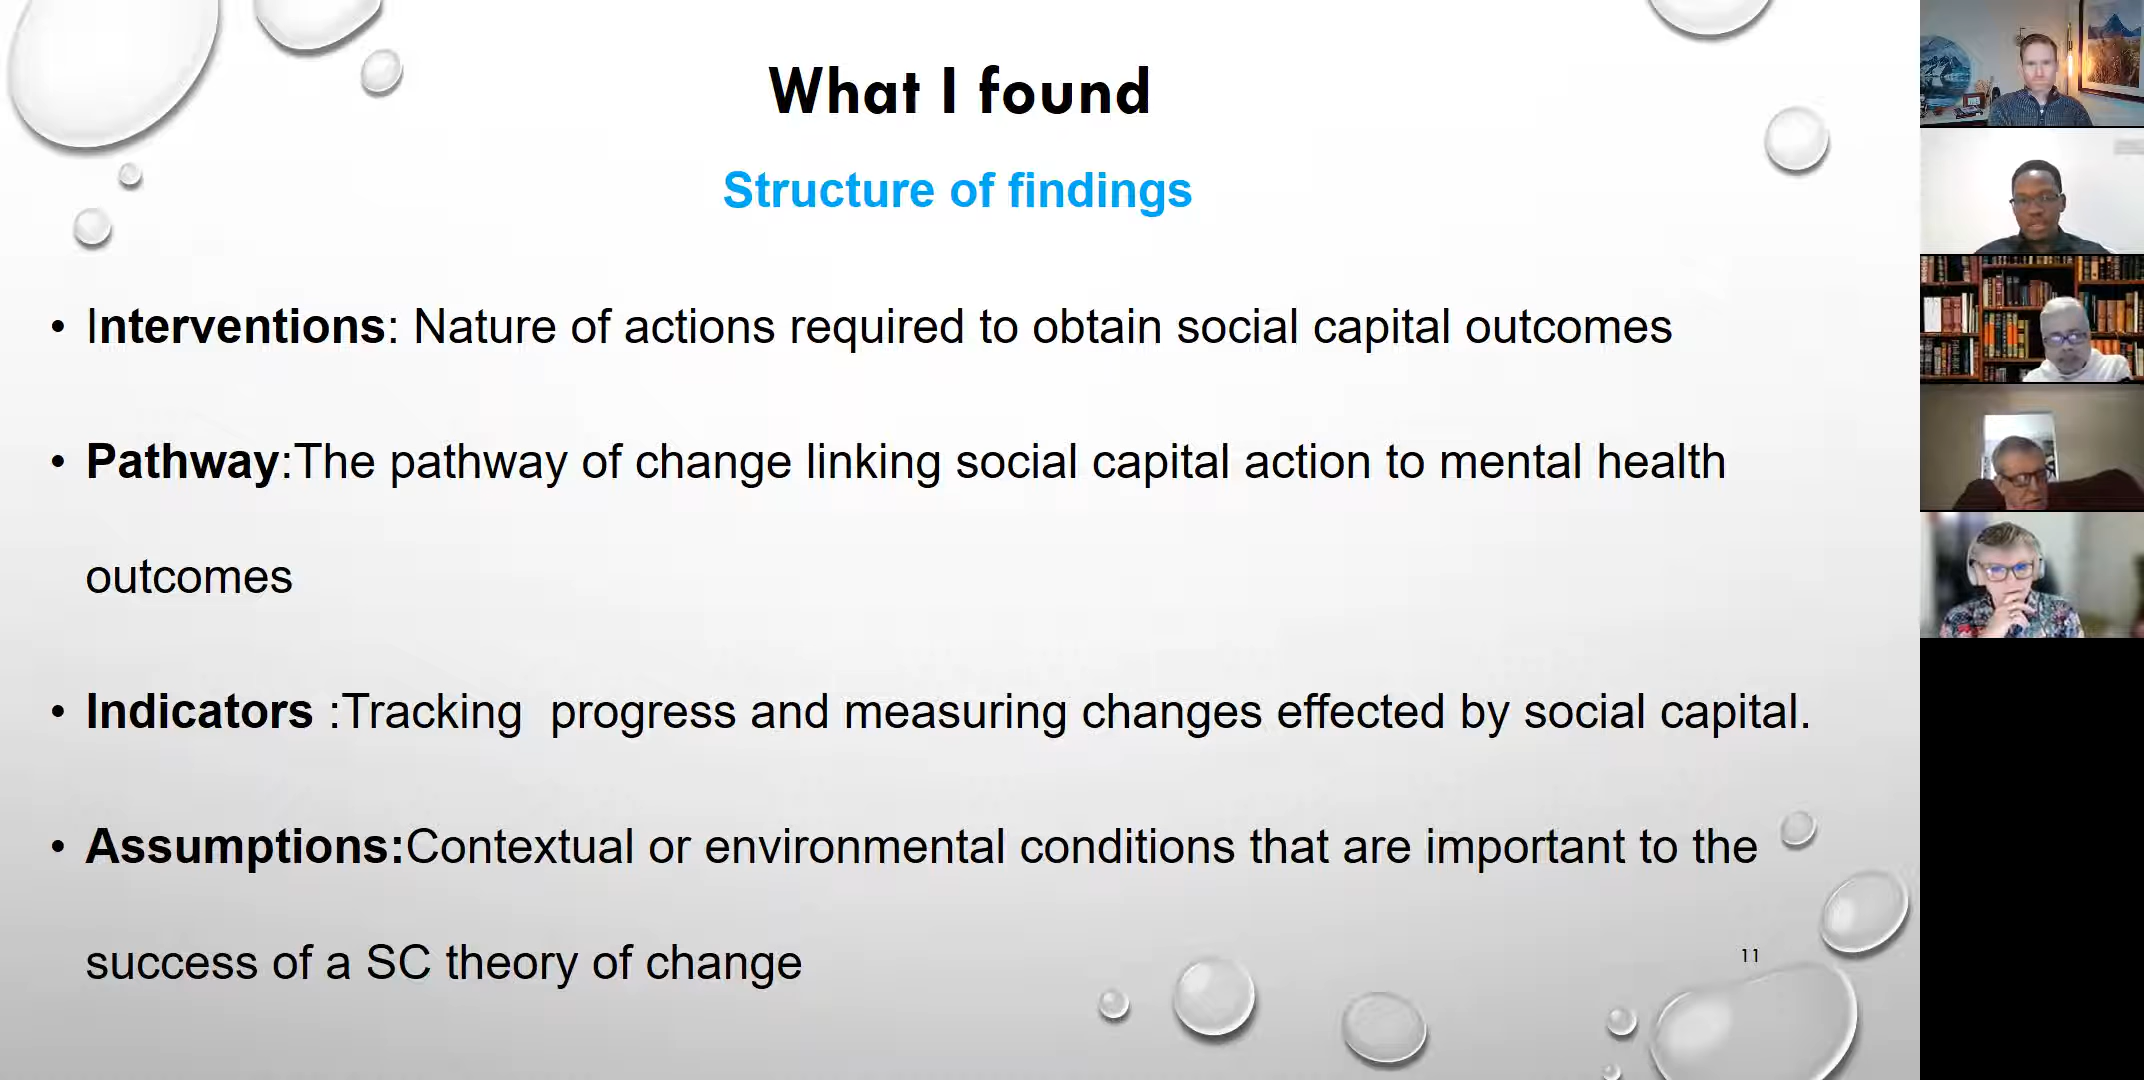 What I found
Structure of findings
• Interventions: Nature of actions required to obtain social capital outcomes
• Pathway:The pathway of change linking social capital action to mental health
outcomes
• Indicators :Tracking  progress and measuring changes effected by social capital.
• Assumptions:Contextual or environmental conditions that are important to the
success of a SC theory of change
11